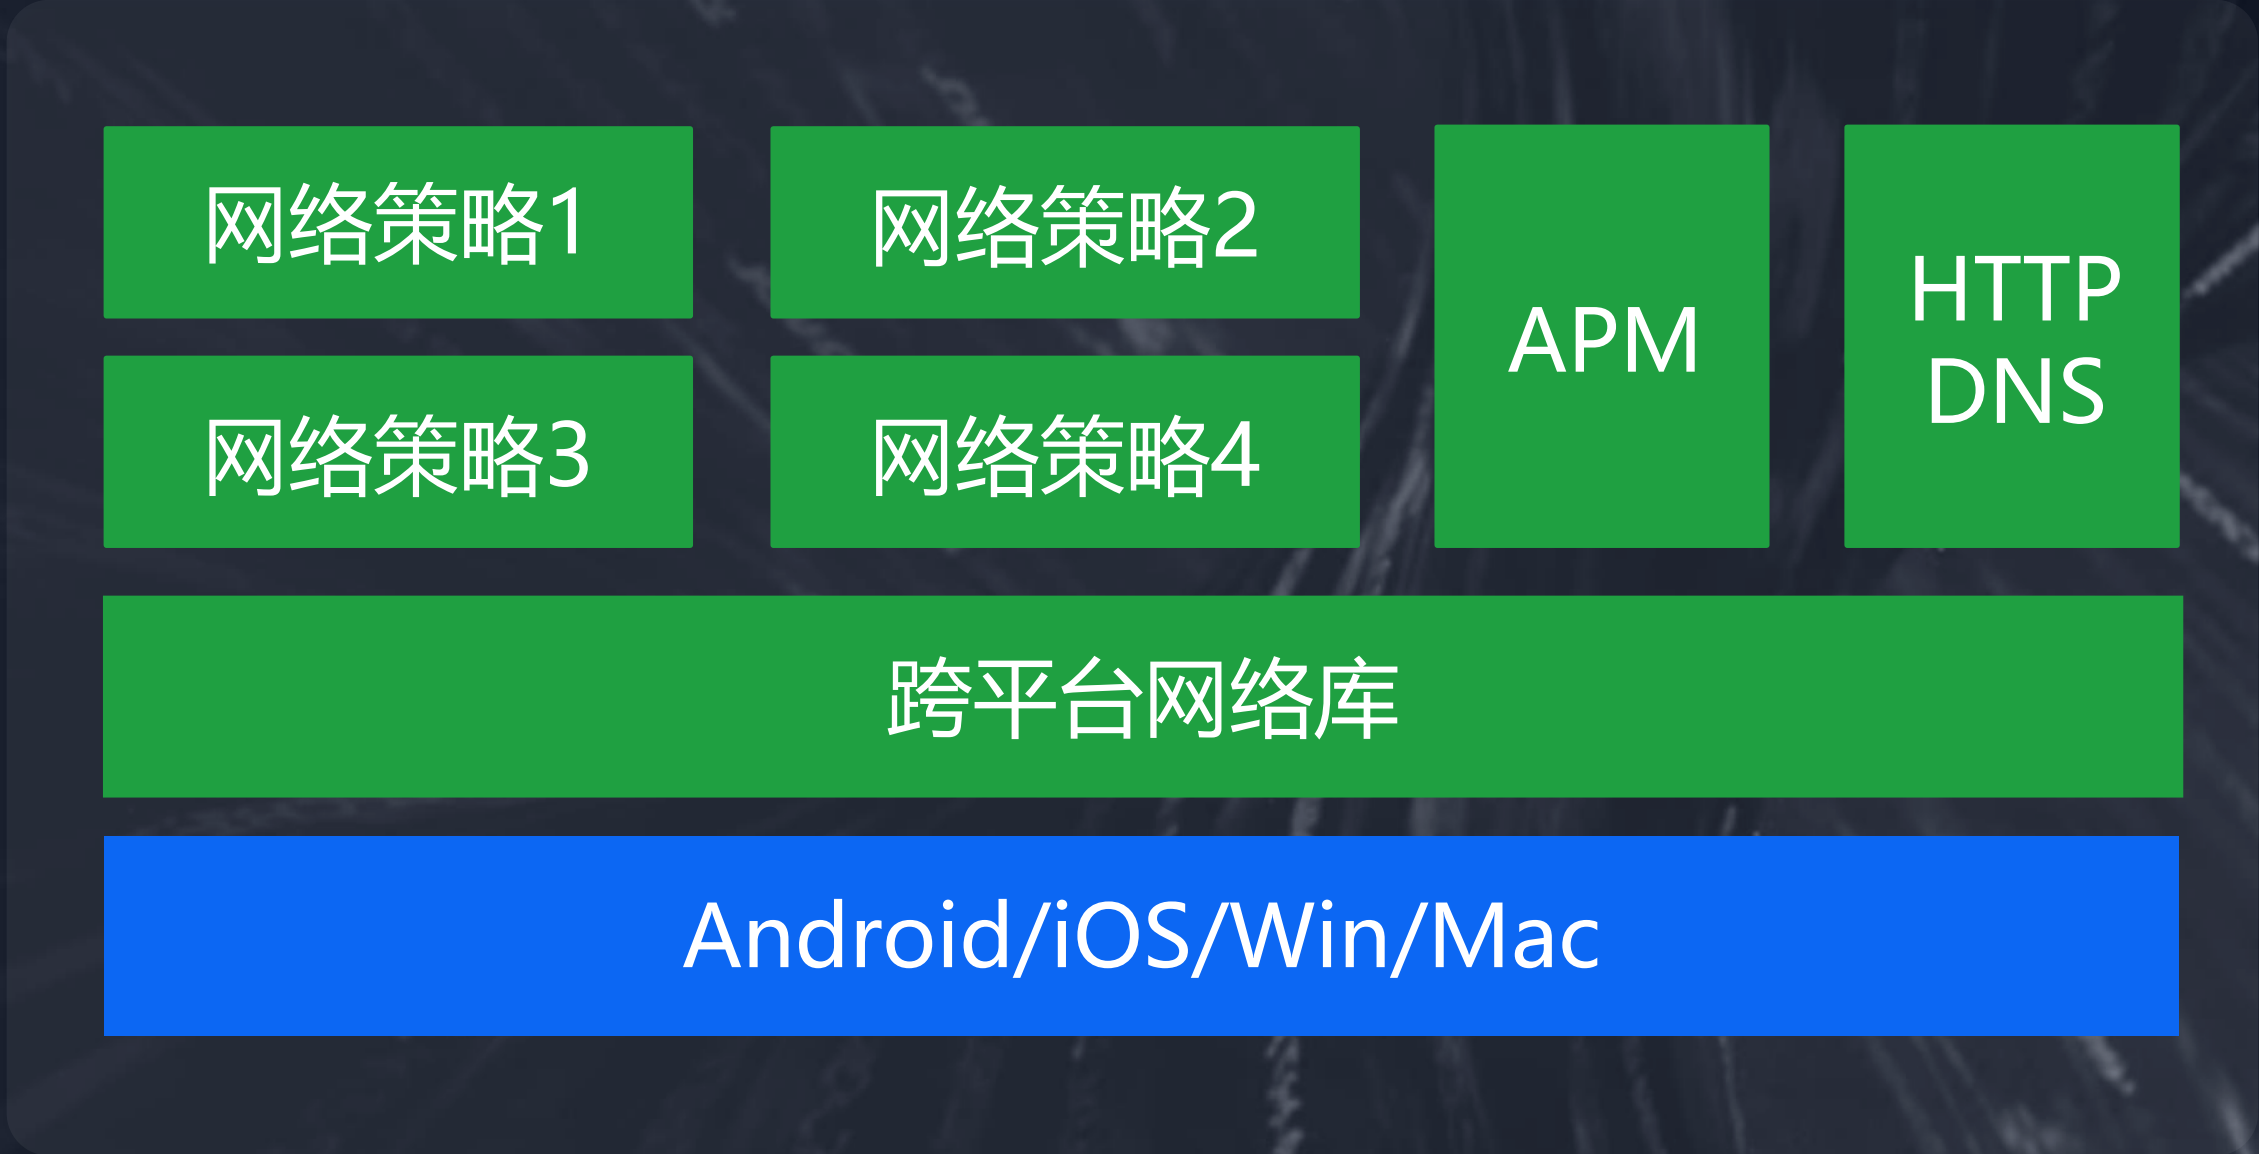 网络策略1
网络策略2
网络策略3
网络策略4
APM
HTTP
DNS
跨平台网络库
Android/iOS/Win/Mac